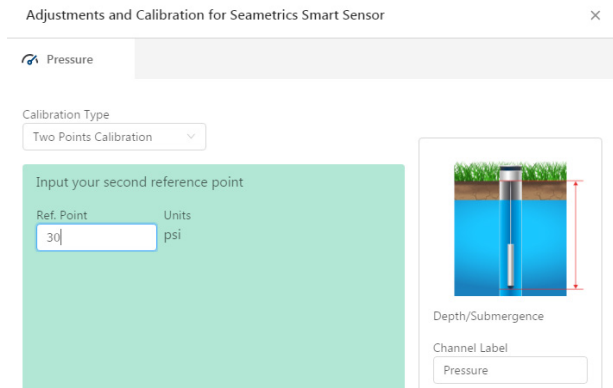 Adjustments and Calibration for Seametrics Smart Sensor
Pressure
Calibration Type
Two Points Calibration
Input your second reference point
Ref. Point Units
30 psi
Depth/Submergence
Channel Label
Pressure